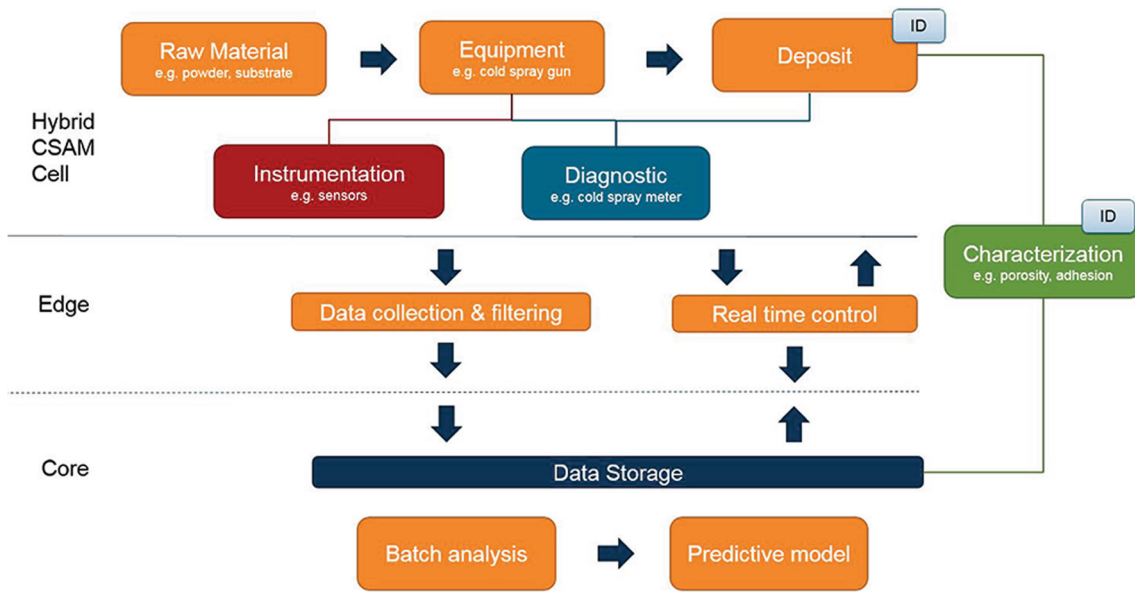 ID
Raw Material
e.g. powder, substrate
Equipment
e.g. cold spray gun
Deposit
Hybrid
CSAM
Cell
Instrumentation
e.g. sensors
Diagnostic
e.g. cold spray meter
ID
Characterization
e.g. porosity, adhesion
Edge
Data collection & filtering
Real time control
Core
Data Storage
Batch analysis
Predictive model